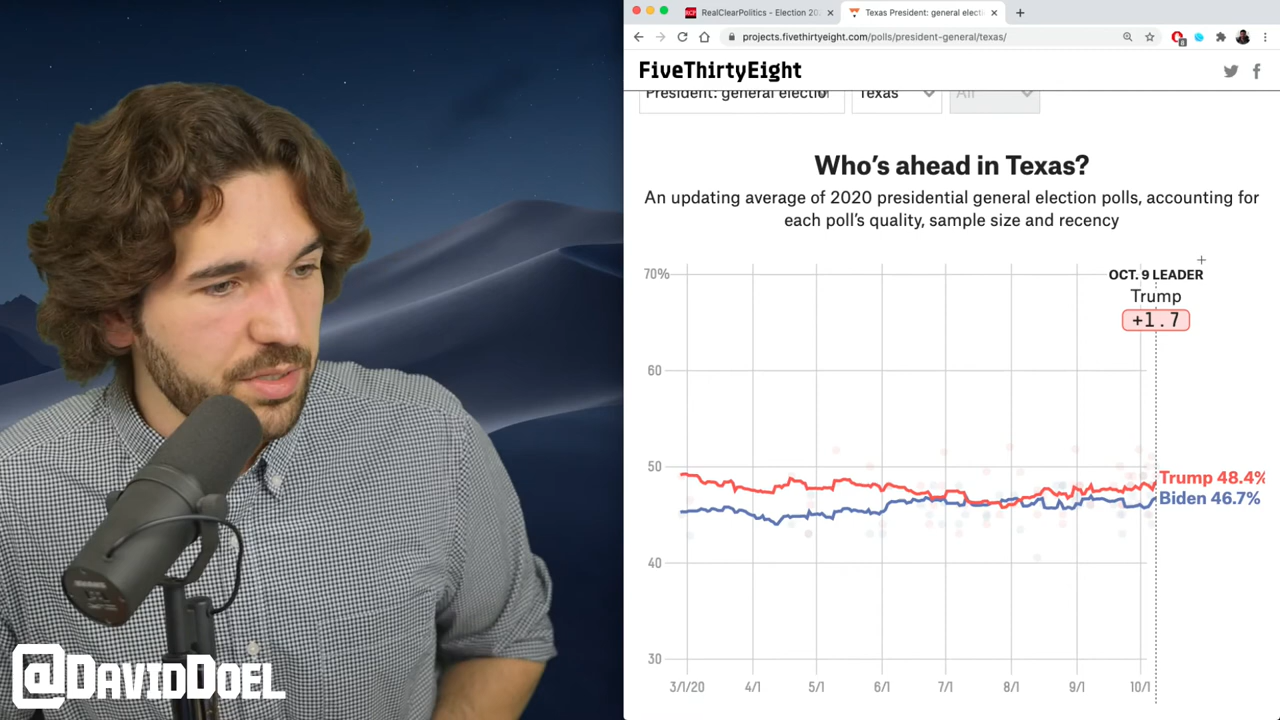 RealClearPolitics - Election 202
Texas President: general electi
projects.fivethirtyeight.com/polls/president-general/texas/
8
FiveThirtyEight
President: general election
Texas
All
Who's ahead in Texas?
An updating average of 2020 presidential general election polls, accounting for
each poll's quality, sample size and recency
OCT. 9 LEADER
Trump
+1.7
70%
60
50
40
30
Trump 48.4%
Biden 46.7%
3/1/20 4/1 5/1 6/1 7/1 8/1 9/1 10/1
@DavidDoel